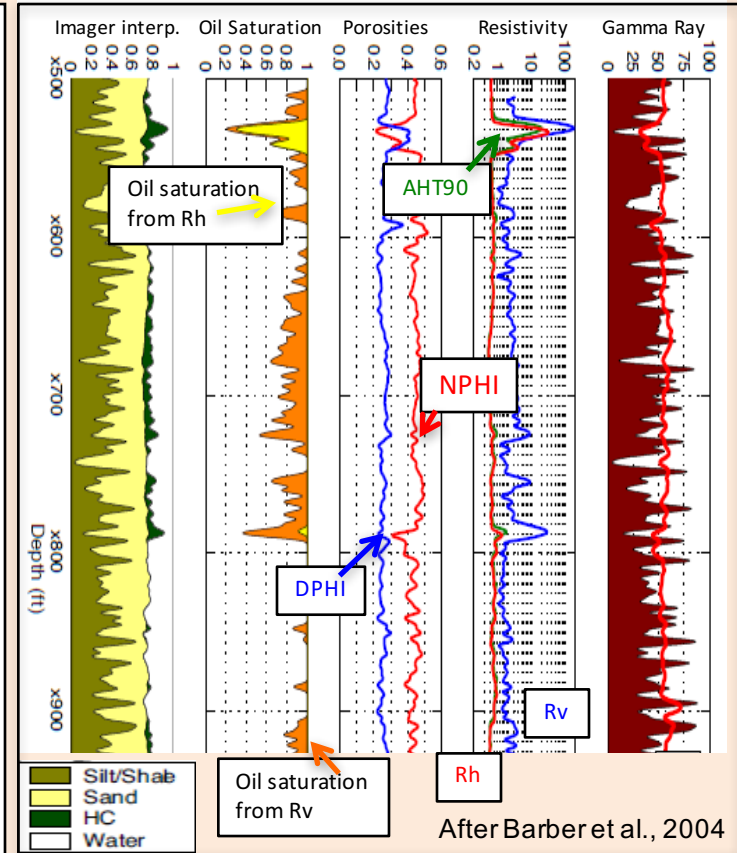 Imager interp.
Oil Saturation
Porosities
Resistivity
Gamma Ray
0 0.2 0.4 0.6 0.8 1
0 0.2 0.4 0.6 0.8 1
0.0 0.2 0.4 0.6
0.2 1 10 100
0 25 50 75 100
x500
x600
x700
x800
x900
Depth (ft)
Oil saturation
from Rh
AHT90
NPHI
DPHI
Rv
Rh
Oil saturation
from Rv
Silt/Shale
Sand
HC
Water
After Barber et al., 2004